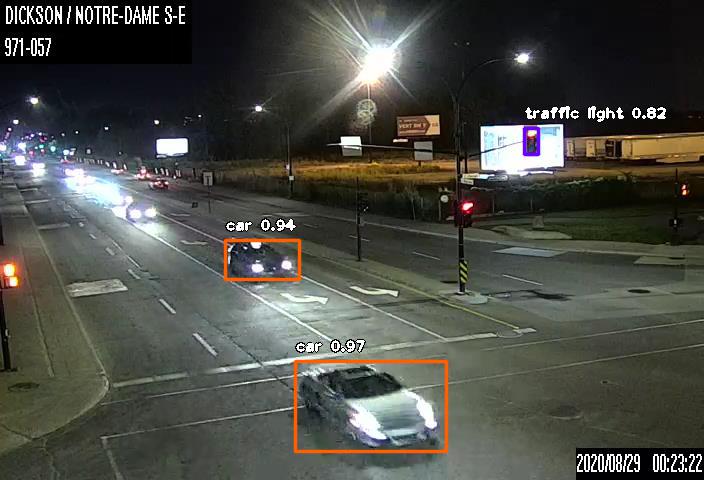 DICKSON / NOTRE-DAME S-E
971-057
traffic light 0.82
car 0.94
car 0.97
2020/08/29 00:23:22